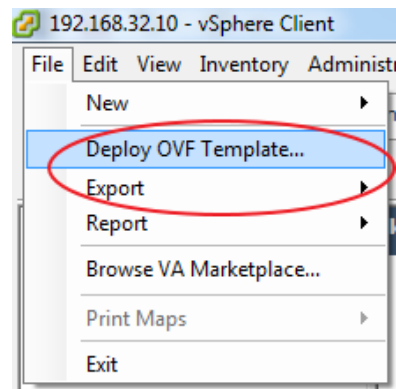 192.168.32.10 - vSphere Client
File Edit View Inventory Administr
New
Deploy OVF Template...
Export
Report
Browse VA Marketplace...
Print Maps
Exit